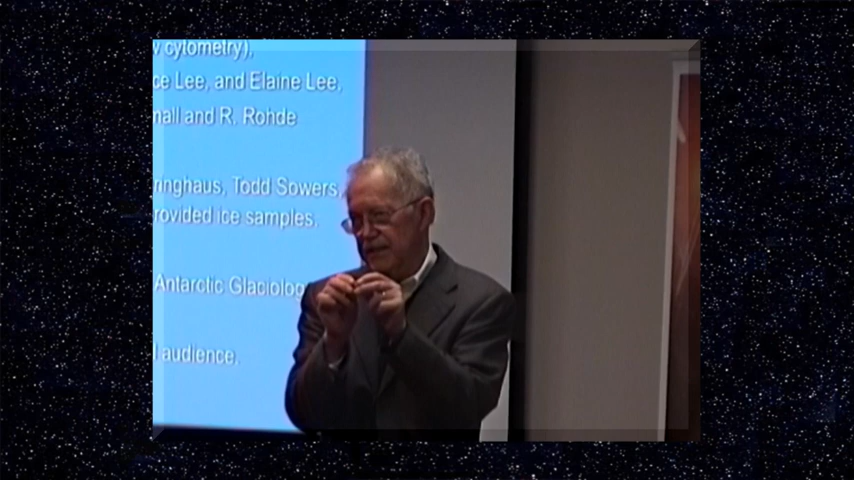 cytometry),
ce Lee, and Elaine Lee,
nall and R. Rohde
ringhaus, Todd Sowers,
rovided ice samples.
Antarctic Glaciolog
audience.